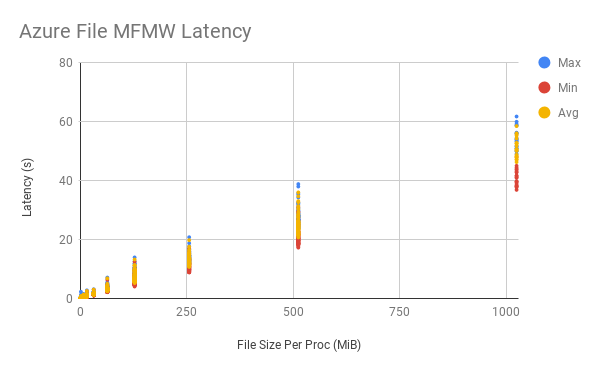 Azure File MFMW Latency
Max
Min
Avg
80
60
40
20
0
Latency (s)
0 250 500 750 1000
File Size Per Proc (MiB)